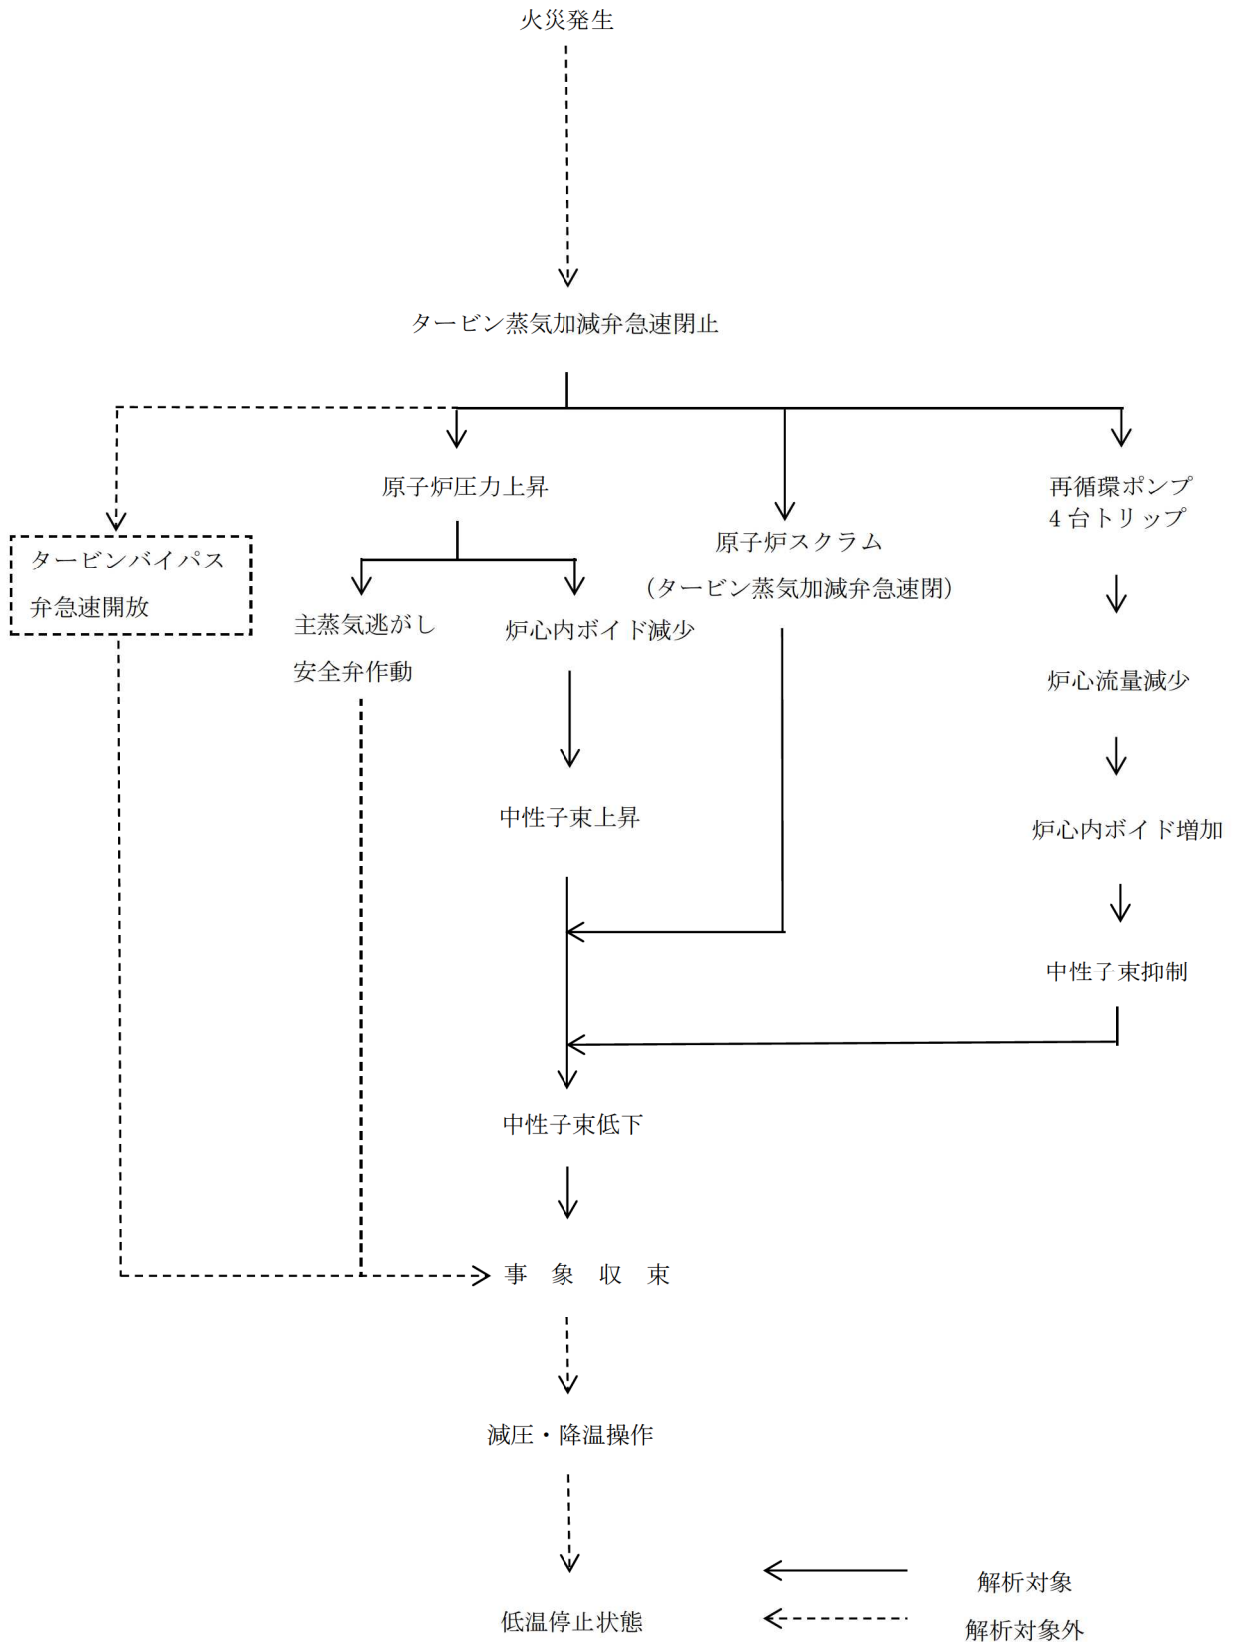 火災発生
タービン蒸気加減弁急速閉止
原子炉圧力上昇
再循環ポンプ
4台トリップ
原子炉スクラム
（タービン蒸気加減弁急速閉）
タービンバイパス
弁急速開放
主蒸気逃がし
安全弁作動
炉心内ボイド減少
炉心流量減少
中性子束上昇
炉心内ボイド増加
中性子束抑制
中性子束低下
事　象　収　束
減圧・降温操作
低温停止状態
解析対象
解析対象外